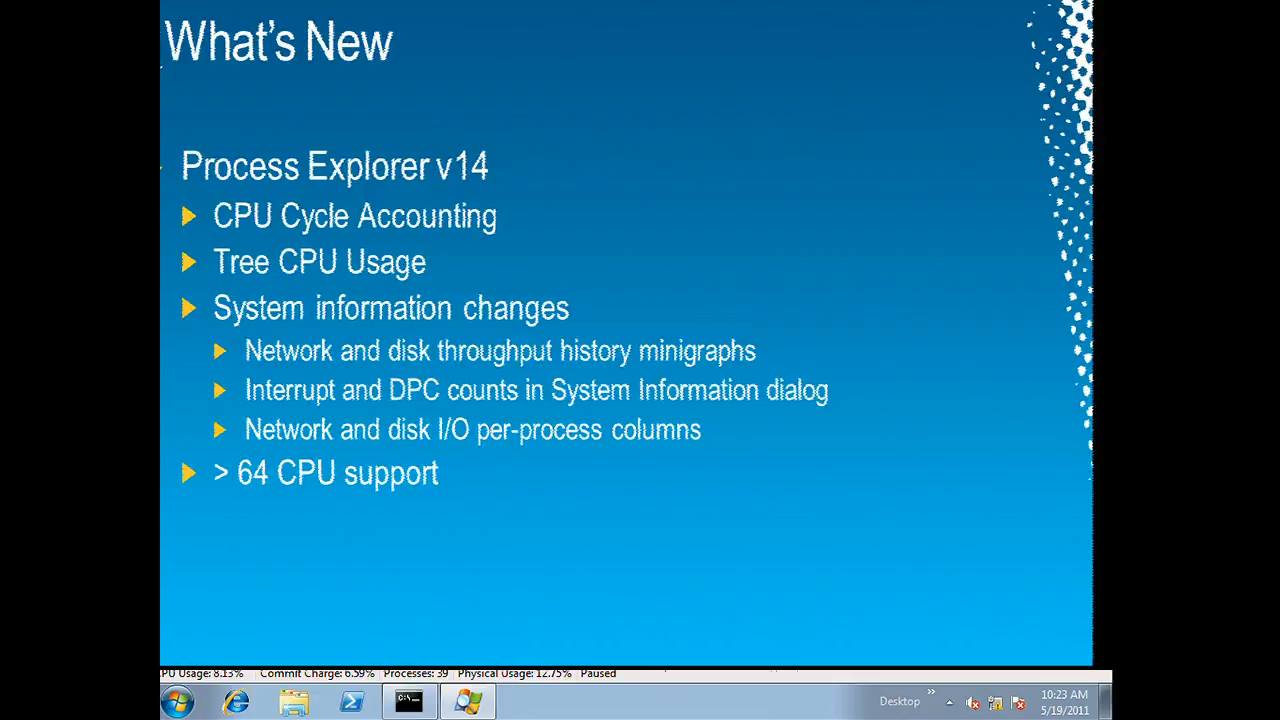 What's New
Process Explorer v14
CPU Cycle Accounting
Tree CPU Usage
System information changes
Network and disk throughput history minigraphs
Interrupt and DPC counts in System Information dialog
Network and disk I/O per-process columns
> 64 CPU support
PU Usage: 8.13% Commit Charge: 6.59% Processes: 39 Physical Usage: 12.75% Paused
C:\.
Desktop »
10:23 AM
5/19/2011